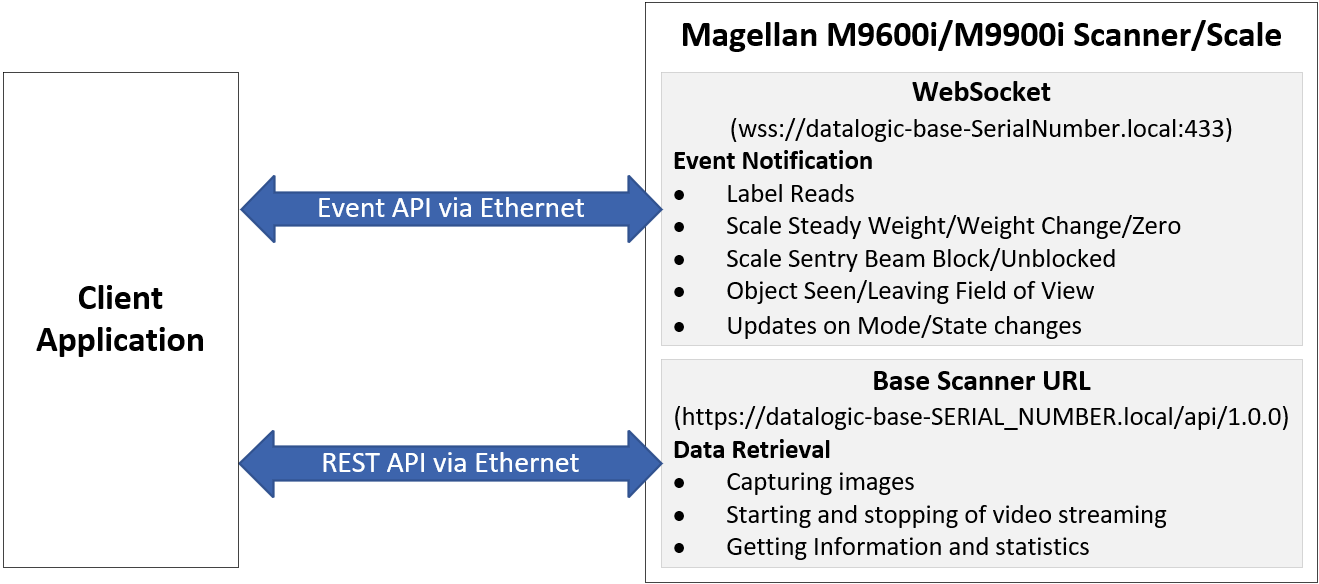 Magellan M9600i/M9900i Scanner/Scale
WebSocket
(wss://datalogic-base-SerialNumber.local:433)
Event Notification
• Label Reads
• Scale Steady Weight/Weight Change/Zero
• Scale Sentry Beam Block/Unblocked
• Object Seen/Leaving Field of View
• Updates on Mode/State changes
Event API via Ethernet
Client
Application
Base Scanner URL
(https://datalogic-base-SERIAL_NUMBER.local/api/1.0.0)
Data Retrieval
• Capturing images
• Starting and stopping of video streaming
• Getting Information and statistics
REST API via Ethernet